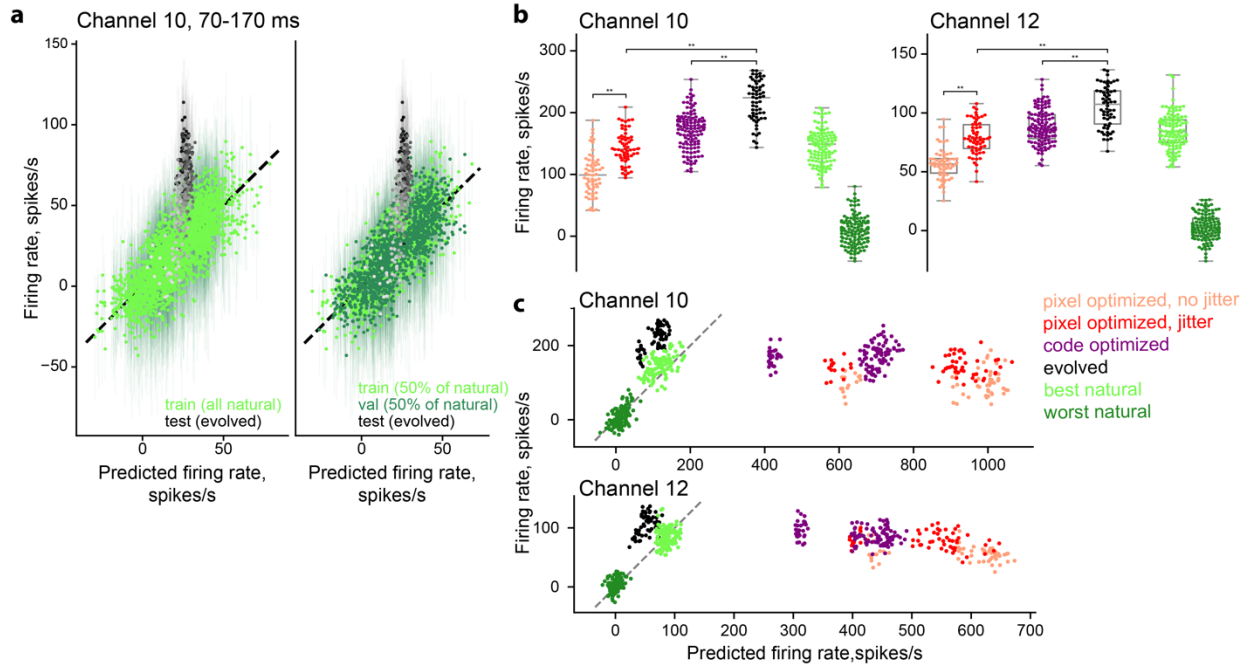 a
Channel 10, 70-170 ms
Firing rate, spikes/s
150
100
50
0
−50
train (all natural)
test (evolved)
0
50
Predicted firing rate,
spikes/s
train (50% of natural)
val (50% of natural)
test (evolved)
0
50
Predicted firing rate,
spikes/s
b
Channel 10
Firing rate, spikes/s
300
200
100
0
**
**
**
Channel 12
150
100
50
0
**
**
**
c
Channel 10
200
0
0
200
400
600
800
1000
Firing rate, spikes/s
Channel 12
100
0
0
100
200
300
400
500
600
700
Predicted firing rate,spikes/s
pixel optimized, no jitter
pixel optimized, jitter
code optimized
evolved
best natural
worst natural